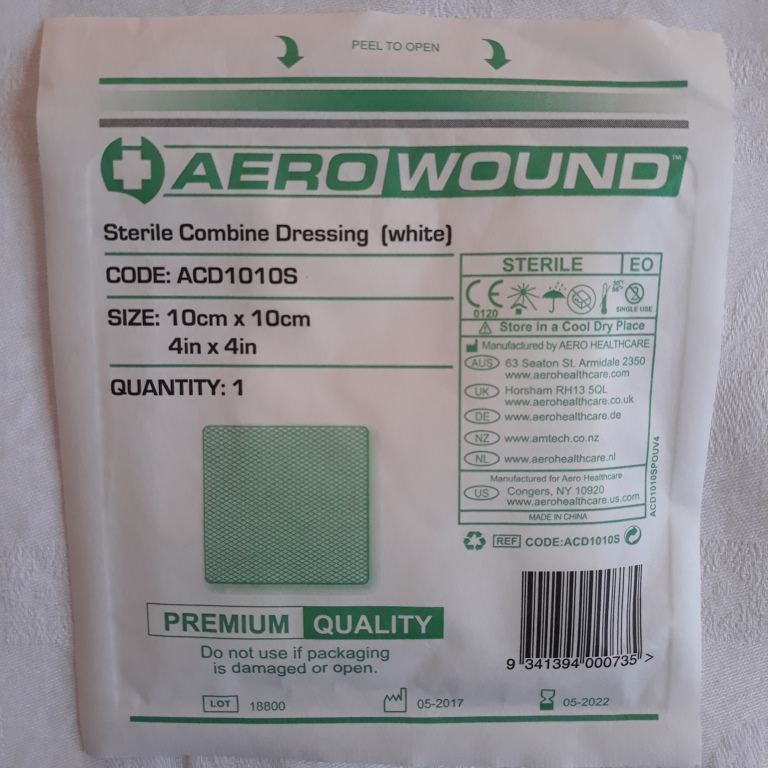 PEEL TO OPEN
AEROWOUND™
Sterile Combine Dressing (white)
CODE: ACD1010S
SIZE: 10cm x 10cm
4in x 4in
QUANTITY: 1
STERILE EO
CE
0120
SINGLE USE
Store in a Cool Dry Place
Manufactured by AERO HEALTHCARE
AUS 63 Seaton St. Armidale 2350
www.aerohealthcare.com
UK Horsham RH13 5QL
www.aerohealthcare.co.uk
DE www.aerohealthcare.de
NZ www.amtech.co.nz
NL www.aerohealthcare.nl
Manufactured for Aero Healthcare
US Congers, NY 10920
www.aerohealthcare.us.com
MADE IN CHINA
ACD1010SPOUV4
REF CODE:ACD1010S
PREMIUM QUALITY
Do not use if packaging
is damaged or open.
9 341394 000735 >
LOT 18800 05-2017 05-2022